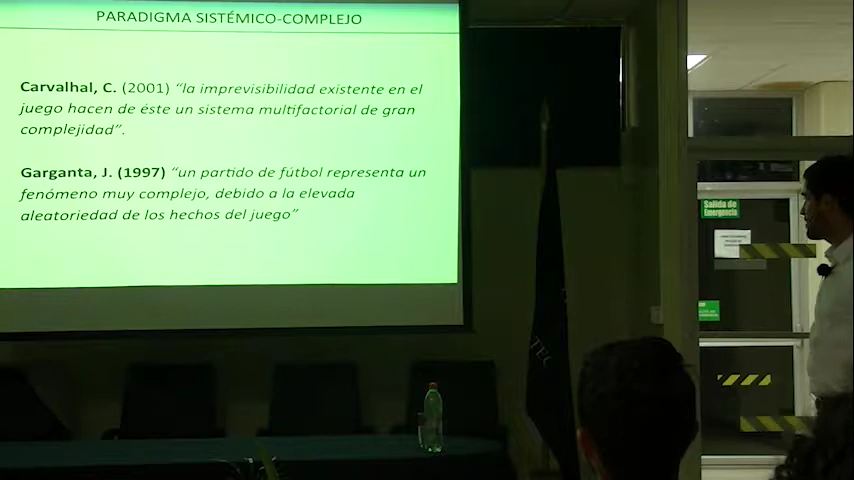 PARADIGMA SISTÉMICO-COMPLEJO
Carvalhal, C. (2001) “la imprevisibilidad existente en el
juego hacen de éste un sistema multifactorial de gran
complejidad”.
Garganta, J. (1997) “un partido de fútbol representa un
fenómeno muy complejo, debido a la elevada
aleatoriedad de los hechos del juego”
Salida de
Emergencia
TEC